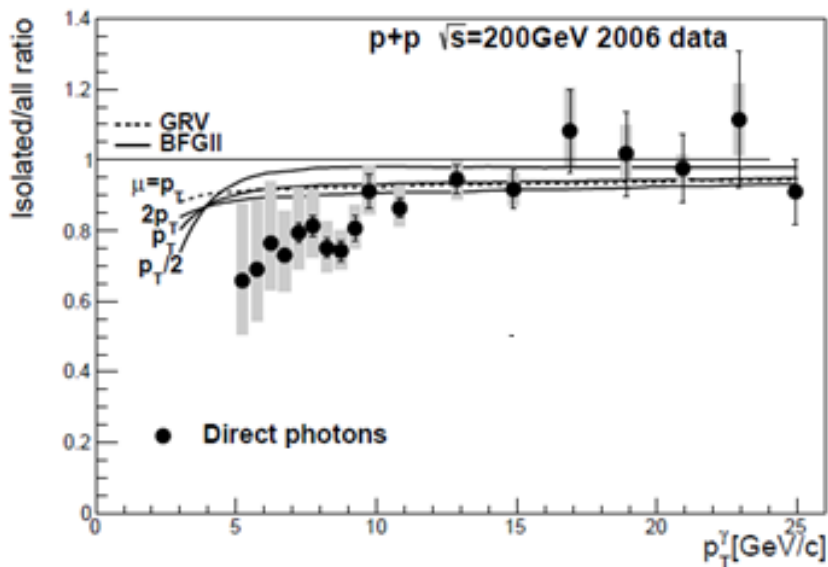 p+p √s=200GeV 2006 data
Isolated/all ratio
1.4
1.2
1
0.8
0.6
0.4
0.2
0
GRV
BFGII
μ=pT
2pT
pT
pT/2
Direct photons
0 5 10 15 20 25
pTγ[GeV/c]